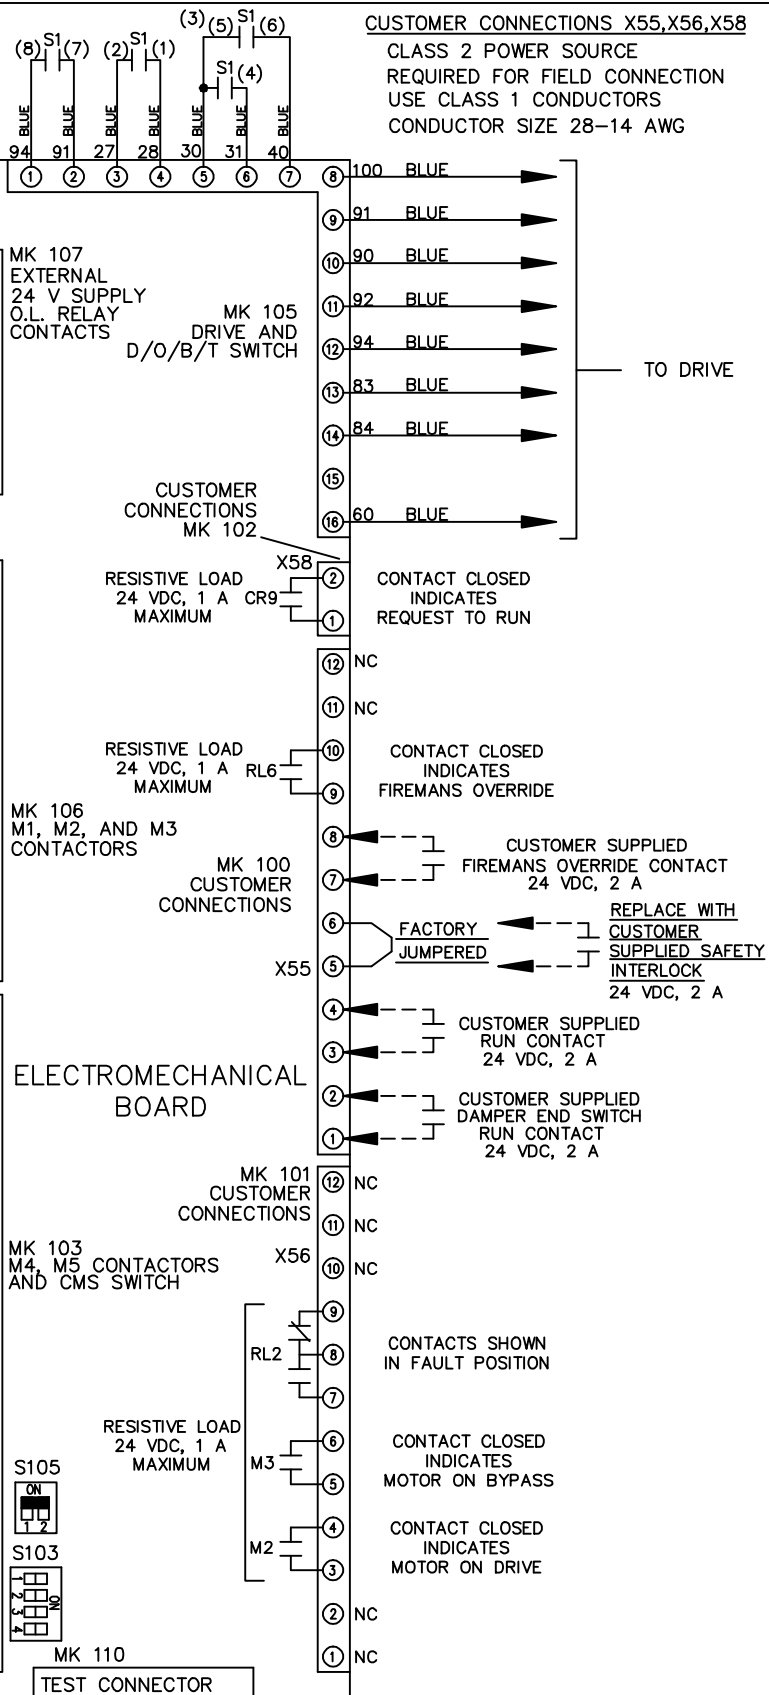 CUSTOMER CONNECTIONS X55,X56,X58
CLASS 2 POWER SOURCE
REQUIRED FOR FIELD CONNECTION
USE CLASS 1 CONDUCTORS
CONDUCTOR SIZE 28-14 AWG
(8) S1 (7)
(2) S1 (1)
(3) (5) S1 (6)
S1 (4)
BLUE BLUE BLUE BLUE BLUE BLUE BLUE
94 91 27 28 30 31 40
1 2 3 4 5 6 7
8 100 BLUE
9 91 BLUE
10 90 BLUE
11 92 BLUE
12 94 BLUE
13 83 BLUE
14 84 BLUE
15
16 60 BLUE
TO DRIVE
MK 107
EXTERNAL
24 V SUPPLY
O.L. RELAY
CONTACTS
MK 105
DRIVE AND
D/O/B/T SWITCH
CUSTOMER
CONNECTIONS
MK 102
X58
2
1
RESISTIVE LOAD
24 VDC, 1 A
MAXIMUM
CR9
CONTACT CLOSED
INDICATES
REQUEST TO RUN
12 NC
11 NC
10
9
RESISTIVE LOAD
24 VDC, 1 A
MAXIMUM
RL6
CONTACT CLOSED
INDICATES
FIREMANS OVERRIDE
MK 106
M1, M2, AND M3
CONTACTORS
MK 100
CUSTOMER
CONNECTIONS
8
7
CUSTOMER SUPPLIED
FIREMANS OVERRIDE CONTACT
24 VDC, 2 A
6
5
X55
FACTORY
JUMPERED
REPLACE WITH
CUSTOMER
SUPPLIED SAFETY
INTERLOCK
24 VDC, 2 A
4
3
CUSTOMER SUPPLIED
RUN CONTACT
24 VDC, 2 A
2
1
CUSTOMER SUPPLIED
DAMPER END SWITCH
RUN CONTACT
24 VDC, 2 A
ELECTROMECHANICAL
BOARD
MK 101
CUSTOMER
CONNECTIONS
X56
12 NC
11 NC
10 NC
MK 103
M4, M5 CONTACTORS
AND CMS SWITCH
9
8
7
RL2
CONTACTS SHOWN
IN FAULT POSITION
RESISTIVE LOAD
24 VDC, 1 A
MAXIMUM
6
5
M3
CONTACT CLOSED
INDICATES
MOTOR ON BYPASS
4
3
M2
CONTACT CLOSED
INDICATES
MOTOR ON DRIVE
2 NC
1 NC
S105
ON
1 2
S103
1
2
3
4
ON
MK 110
TEST CONNECTOR